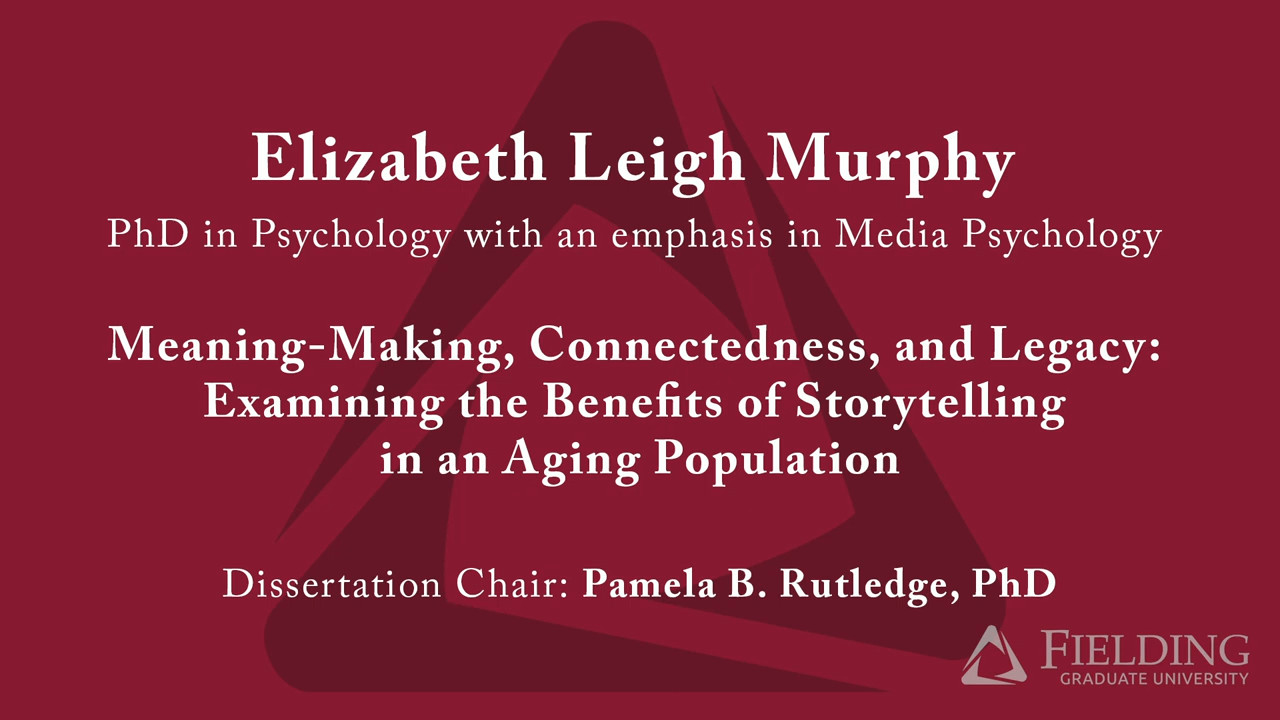 Elizabeth Leigh Murphy
PhD in Psychology with an emphasis in Media Psychology
Meaning-Making, Connectedness, and Legacy:
Examining the Benefits of Storytelling
in an Aging Population
Dissertation Chair: Pamela B. Rutledge, PhD
FIELDING
GRADUATE UNIVERSITY